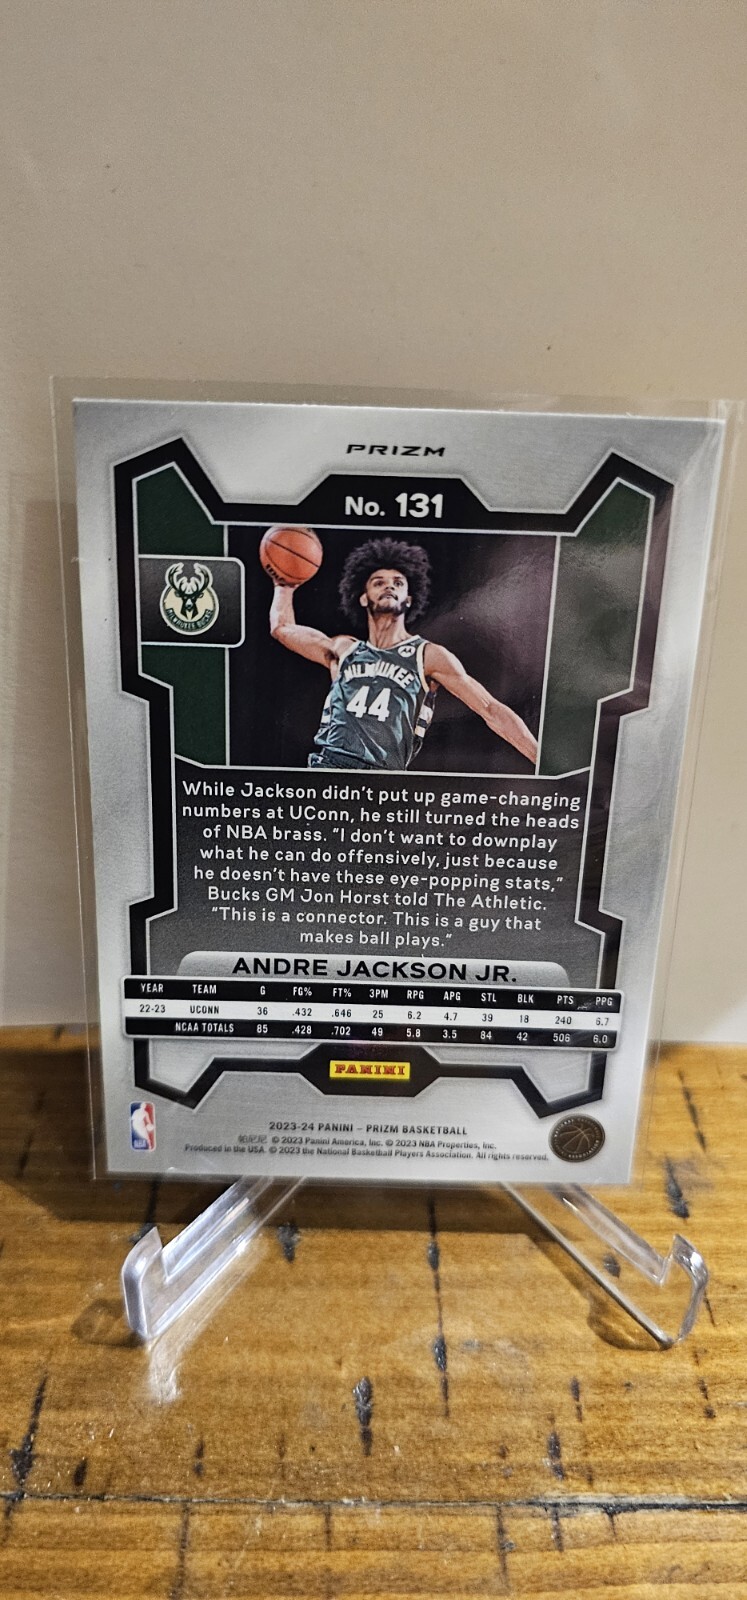 PRIZM
No. 131
MILWAUKEE BUCKS
MILWAUKEE
44
While Jackson didn't put up game-changing
numbers at UConn, he still turned the heads
of NBA brass. "I don't want to downplay
what he can do offensively, just because
he doesn't have these eye-popping stats,"
Bucks GM Jon Horst told The Athletic.
"This is a connector. This is a guy that
makes ball plays."
ANDRE JACKSON JR.
YEAR TEAM G FG% FT% 3PM RPG APG STL BLK PTS PPG
22-23 UCONN 36 .432 .646 25 6.2 4.7 39 18 240 6.7
NCAA TOTALS 85 .428 .702 49 5.8 3.5 84 42 506 6.0
PANINI
2023-24 PANINI – PRIZM BASKETBALL
帕尼尼 © 2023 Panini America, Inc. © 2023 NBA Properties, Inc.
Produced in the USA. © 2023 the National Basketball Players Association. All rights reserved.
NBA